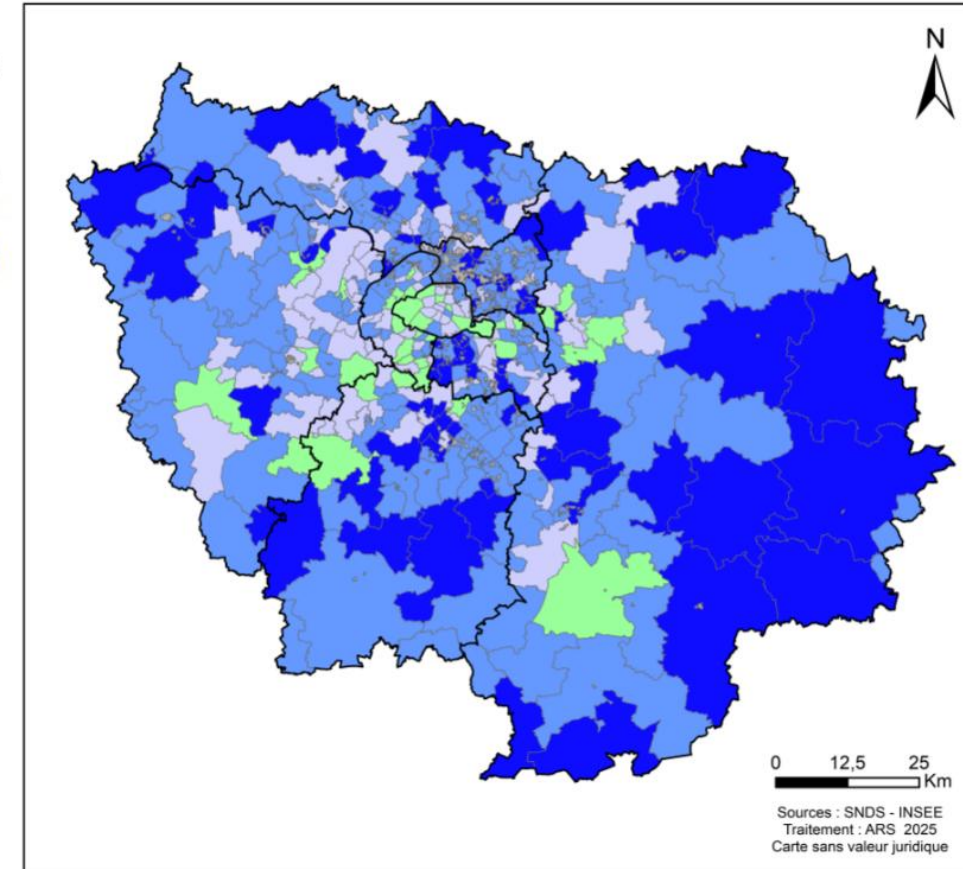 N
0 12,5 25
Km
Sources : SNDS - INSEE
Traitement : ARS 2025
Carte sans valeur juridique